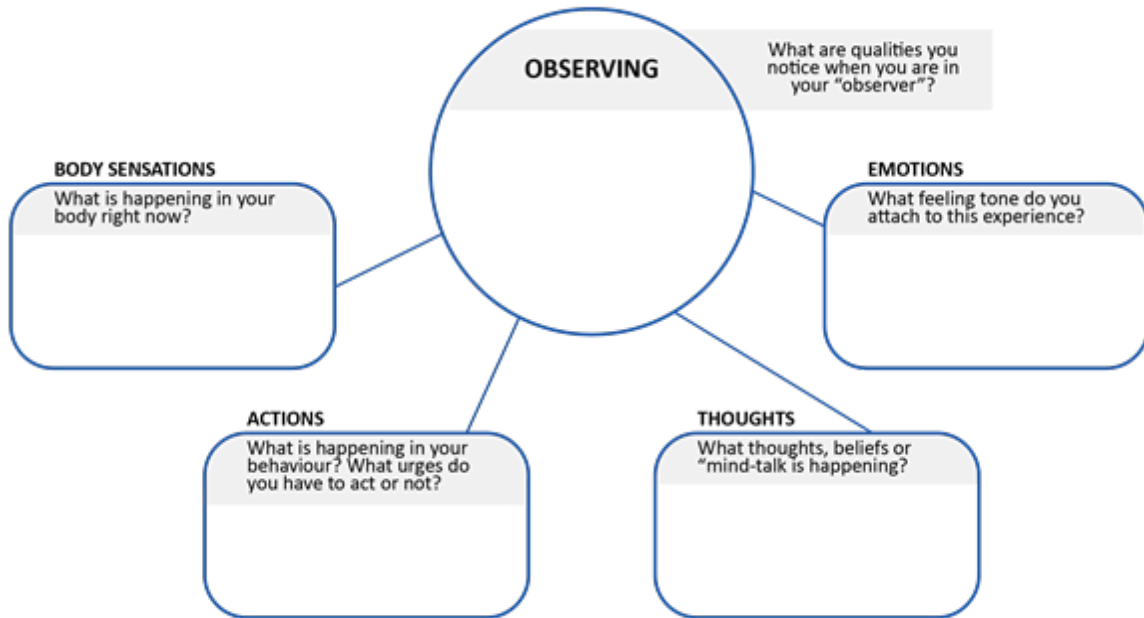 OBSERVING
What are qualities you
notice when you are in
your “observer”?
BODY SENSATIONS
What is happening in your
body right now?
EMOTIONS
What feeling tone do you
attach to this experience?
ACTIONS
What is happening in your
behaviour? What urges do
you have to act or not?
THOUGHTS
What thoughts, beliefs or
“mind-talk is happening?